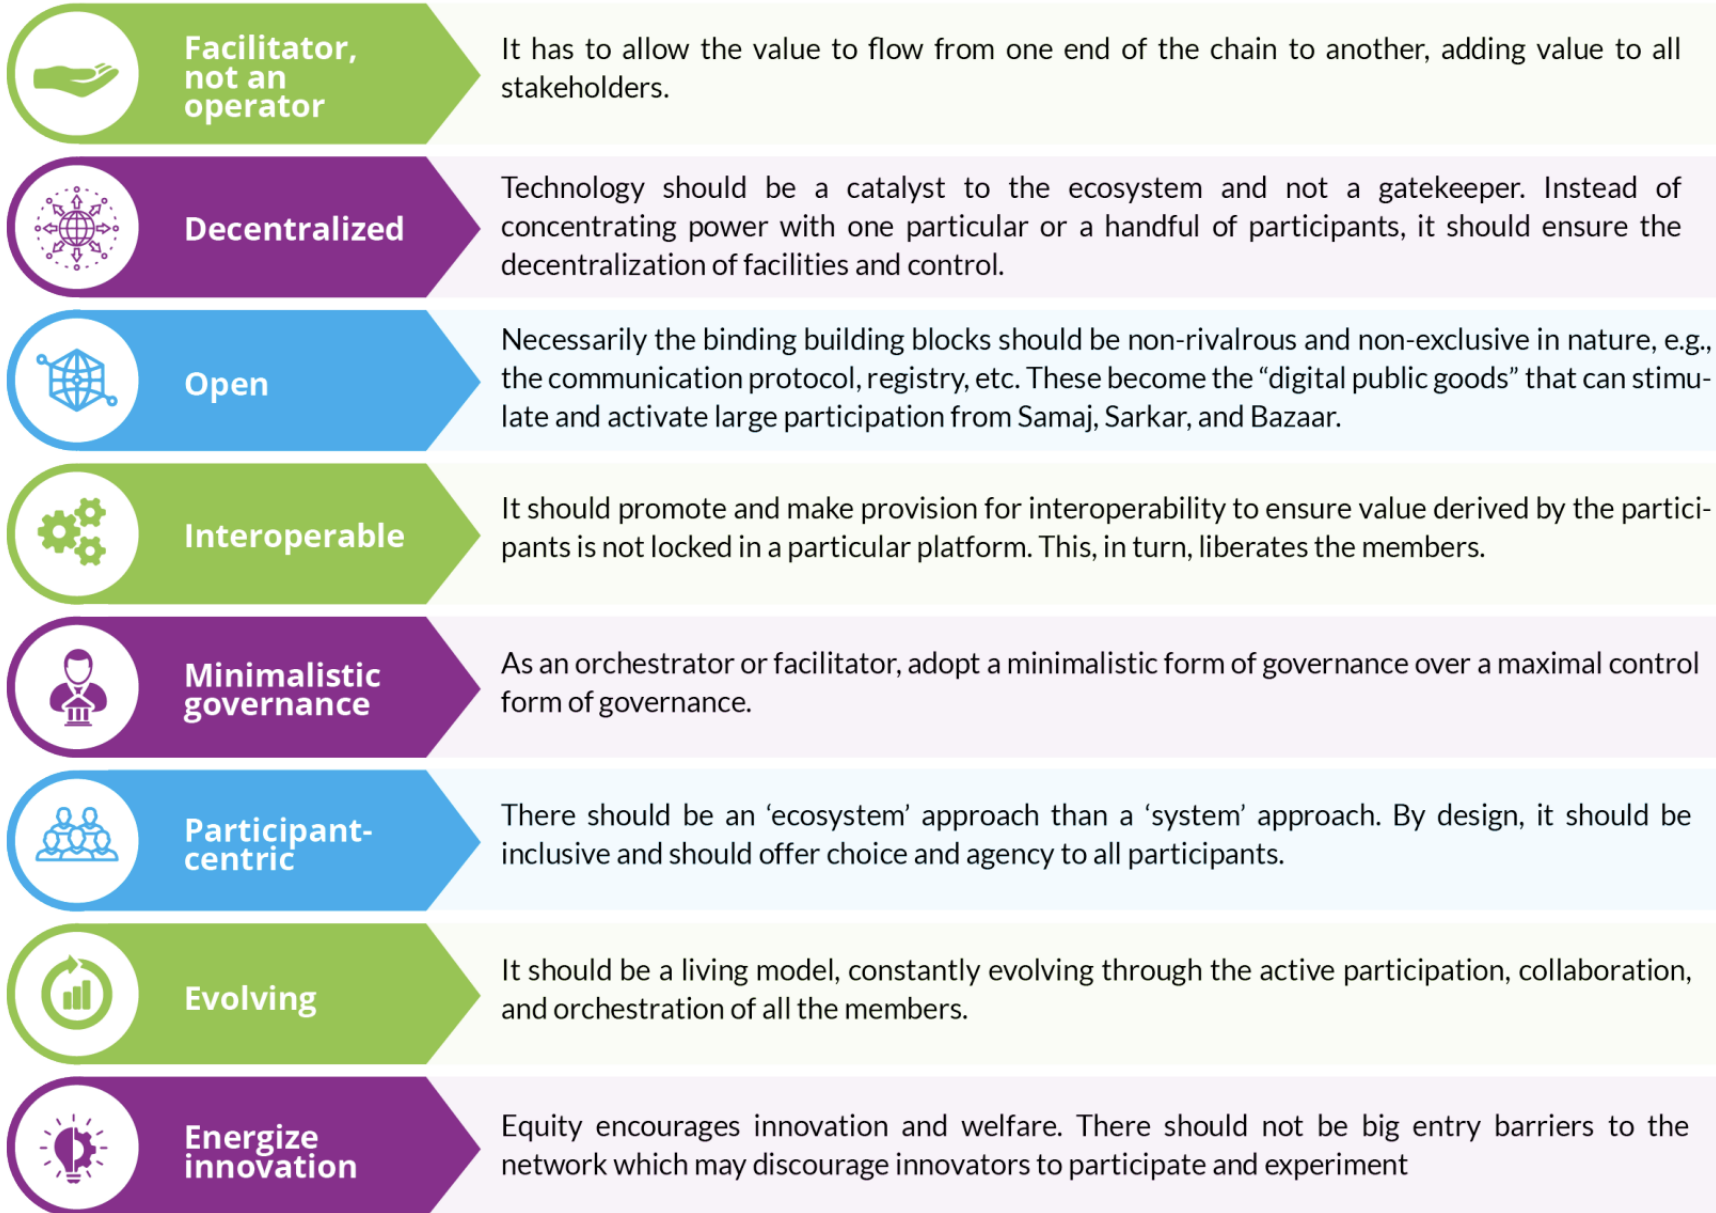 Facilitator,
not an
operator
It has to allow the value to flow from one end of the chain to another, adding value to all
stakeholders.
Decentralized
Technology should be a catalyst to the ecosystem and not a gatekeeper. Instead of
concentrating power with one particular or a handful of participants, it should ensure the
decentralization of facilities and control.
Open
Necessarily the binding building blocks should be non-rivalrous and non-exclusive in nature, e.g.,
the communication protocol, registry, etc. These become the “digital public goods” that can stimu-
late and activate large participation from Samaj, Sarkar, and Bazaar.
Interoperable
It should promote and make provision for interoperability to ensure value derived by the partici-
pants is not locked in a particular platform. This, in turn, liberates the members.
Minimalistic
governance
As an orchestrator or facilitator, adopt a minimalistic form of governance over a maximal control
form of governance.
Participant-
centric
There should be an ‘ecosystem’ approach than a ‘system’ approach. By design, it should be
inclusive and should offer choice and agency to all participants.
Evolving
It should be a living model, constantly evolving through the active participation, collaboration,
and orchestration of all the members.
Energize
innovation
Equity encourages innovation and welfare. There should not be big entry barriers to the
network which may discourage innovators to participate and experiment